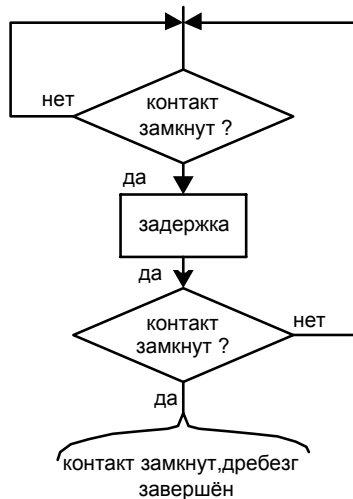 нет
контакт
замкнут ?
да
задержка
да
контакт
замкнут ?
нет
да
контакт замкнут,дребезг
завершён